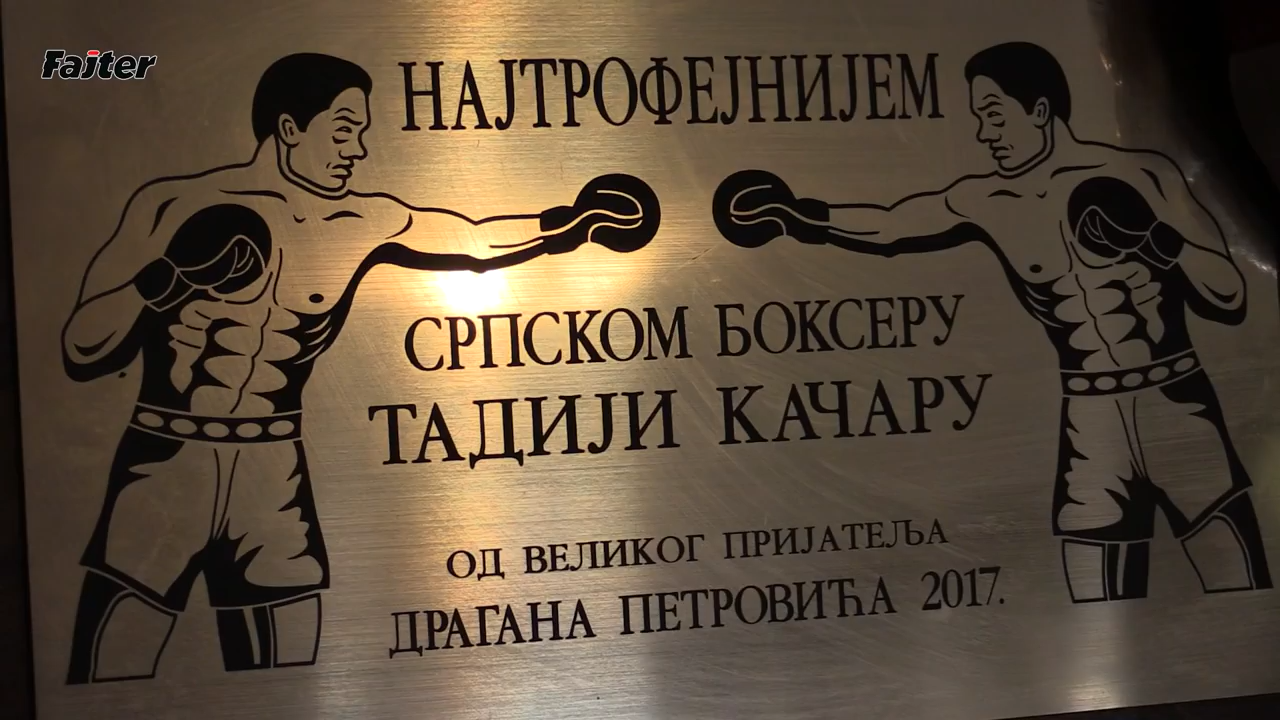 Fajter
НАЈТРОФЕЈНИЈЕМ
СРПСКОМ БОКСЕРУ
ТАДИЈИ КАЧАРУ
ОД ВЕЛИКОГ ПРИЈАТЕЉА
ДРАГАНА ПЕТРОВИЋА 2017.